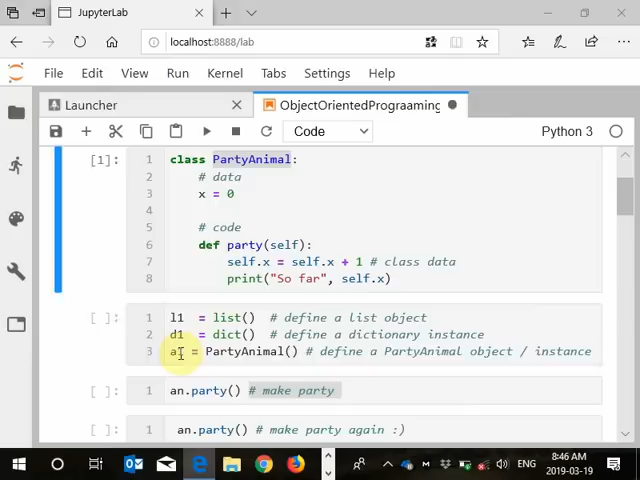 JupyterLab
localhost:8888/lab
File Edit View Run Kernel Tabs Settings Help
Launcher
ObjectOrientedPrograaming
Code
Python 3
[1]:
1 class PartyAnimal:
2 # data
3 x = 0
4
5 # code
6 def party(self):
7 self.x = self.x + 1 # class data
8 print("So far", self.x)
[ ]:
1 l1 = list() # define a list object
2 d1 = dict() # define a dictionary instance
3 a = PartyAnimal() # define a PartyAnimal object / instance
[ ]:
1 an.party() # make party
[ ]:
1 an.party() # make party again :)
ENG
8:46 AM
2019-03-19